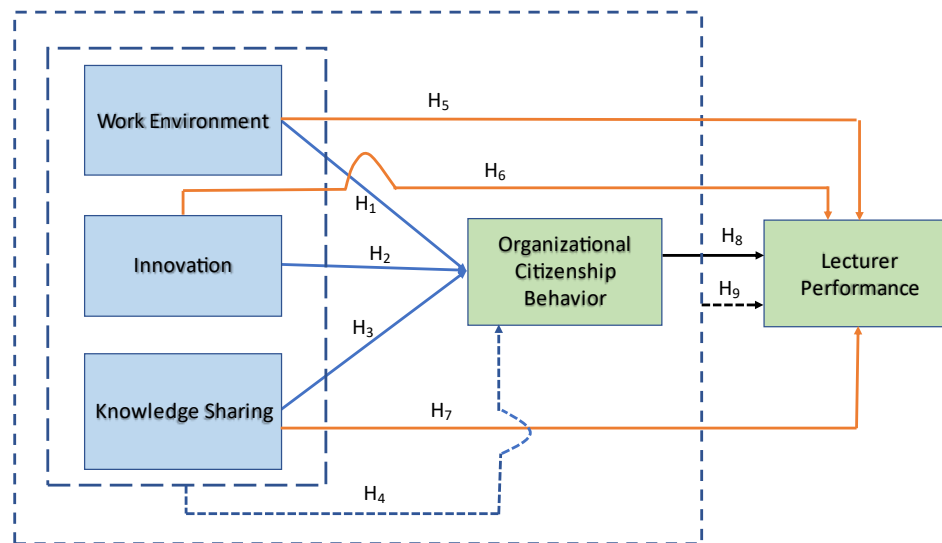 H5
Work Environment
H6
H1
Innovation
H2
Organizational
Citizenship
Behavior
H8
Lecturer
Performance
H9
H3
Knowledge Sharing
H7
H4